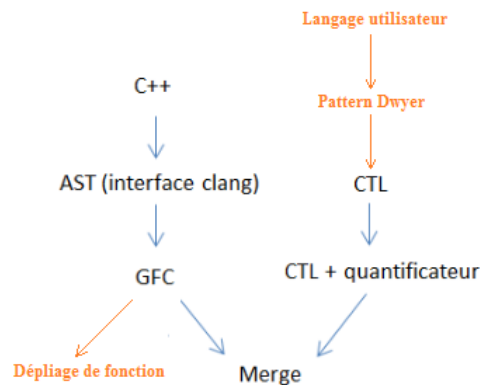 Langage utilisateur
C++
Pattern Dwyer
AST (interface clang)
CTL
GFC
CTL + quantificateur
Dépliage de fonction
Merge